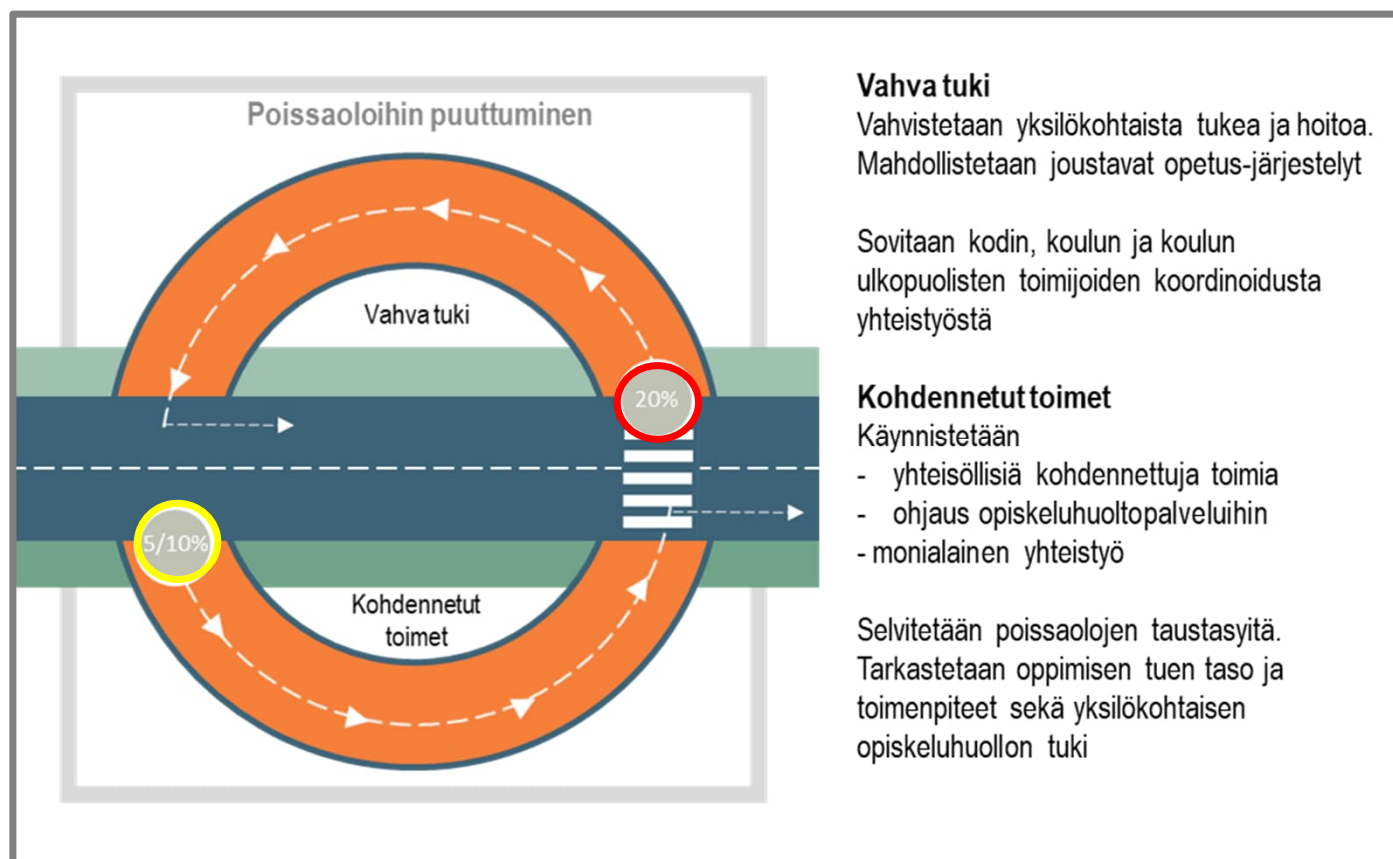 Poissaoloihin puuttuminen
Vahva tuki
20%
5/10%
Kohdennetut
toimet
Vahva tuki
Vahvistetaan yksilökohtaista tukea ja hoitoa.
Mahdollistetaan joustavat opetus-järjestelyt
Sovitaan kodin, koulun ja koulun
ulkopuolisten toimijoiden koordinoidusta
yhteistyöstä
Kohdennetut toimet
Käynnistetään
- yhteisöllisiä kohdennettuja toimia
- ohjaus opiskeluhuoltopalveluihin
- monialainen yhteistyö
Selvitetään poissaolojen taustasyitä.
Tarkastetaan oppimisen tuen taso ja
toimenpiteet sekä yksilökohtaisen
opiskeluhuollon tuki